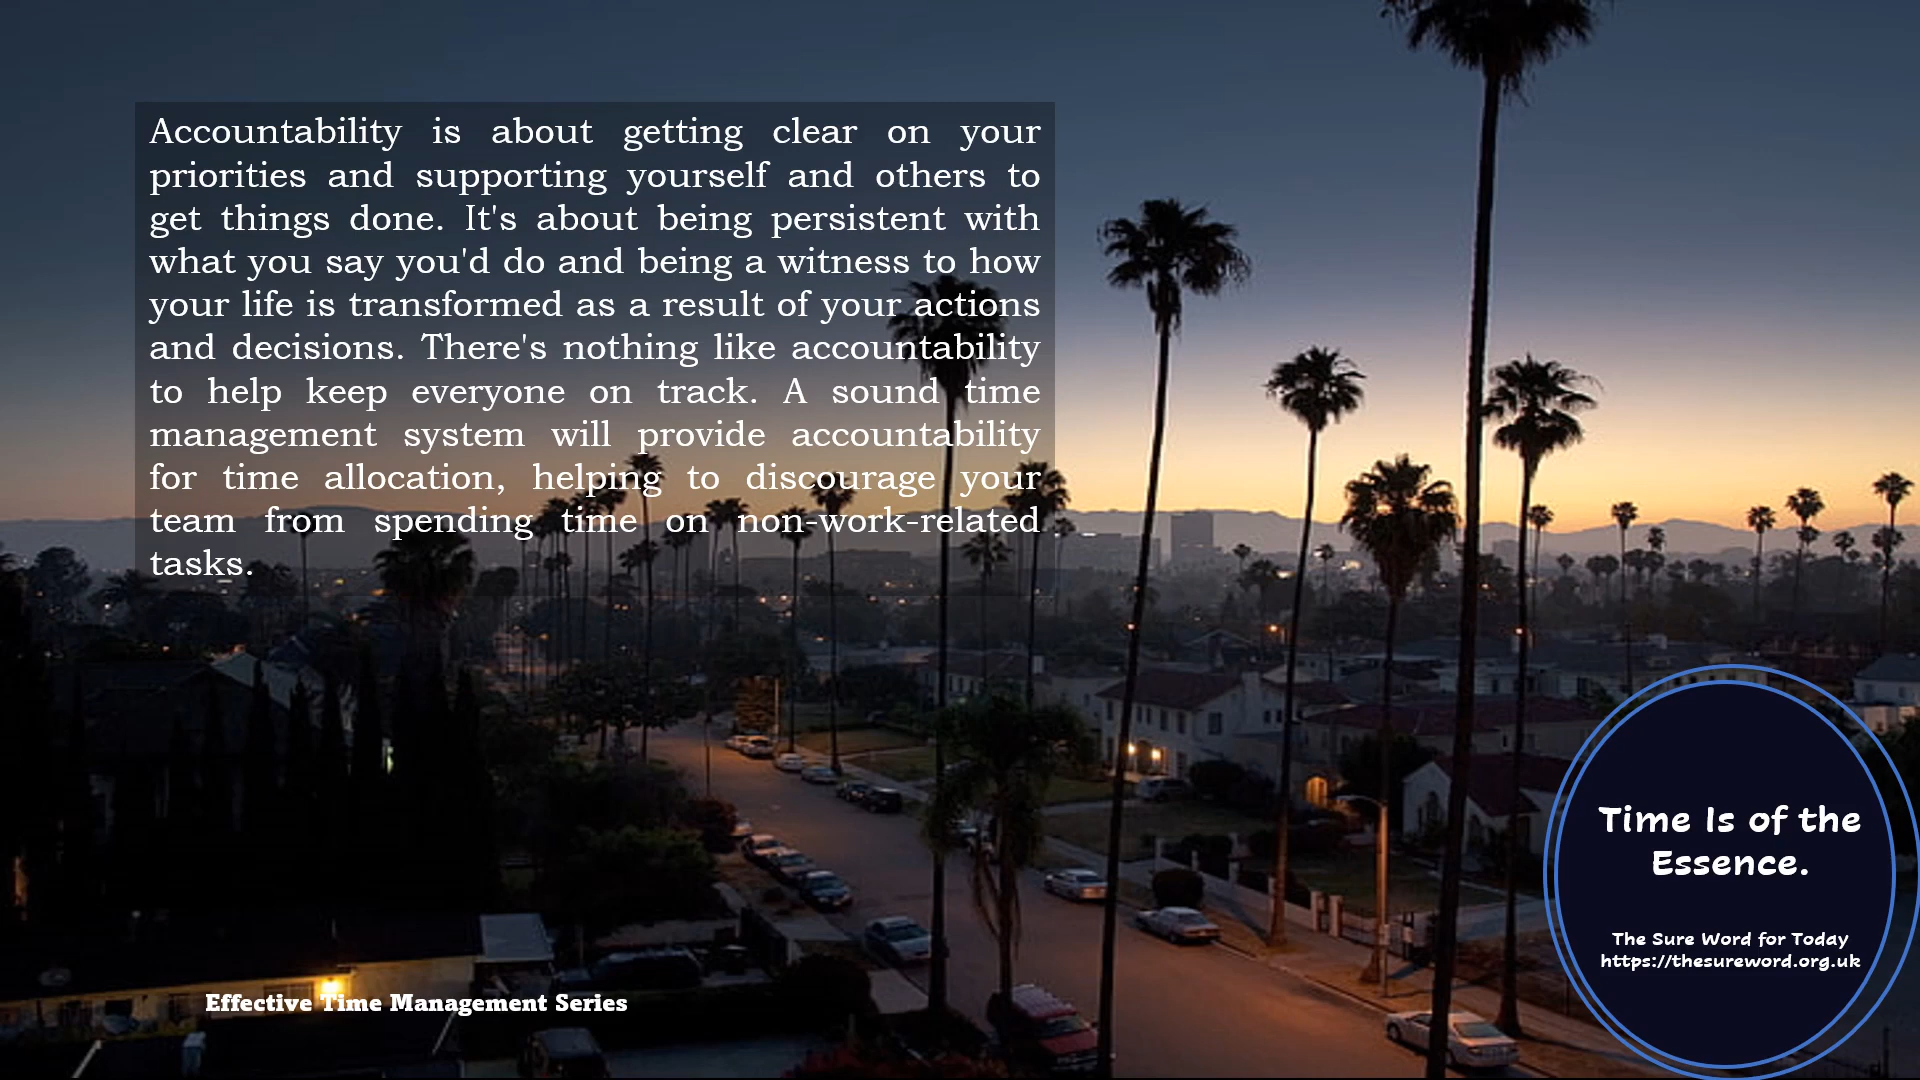 Accountability is about getting clear on your
priorities and supporting yourself and others to
get things done. It's about being persistent with
what you say you'd do and being a witness to how
your life is transformed as a result of your actions
and decisions. There's nothing like accountability
to help keep everyone on track. A sound time
management system will provide accountability
for time allocation, helping to discourage your
team from spending time on non-work-related
tasks.
Time Is of the
Essence.
The Sure Word for Today
https://thesureword.org.uk
Effective Time Management Series